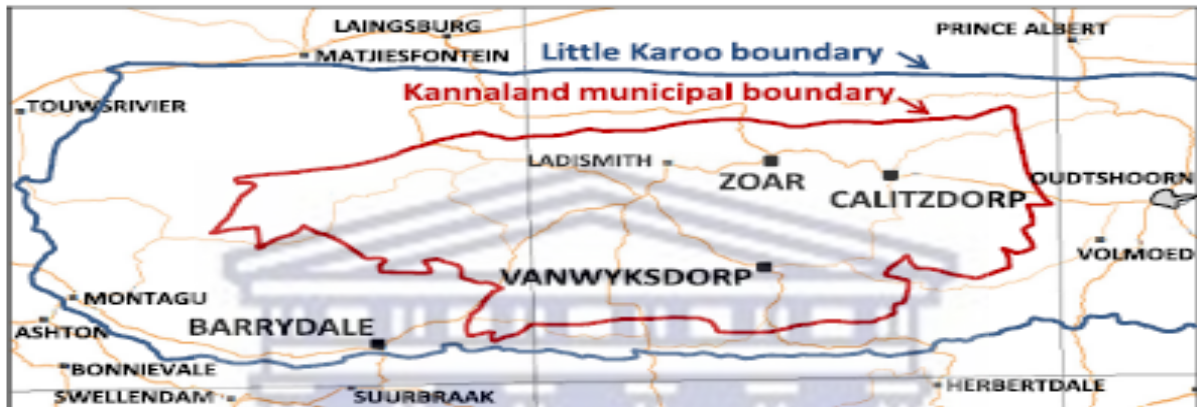 LAINGSBURG
PRINCE ALBERT
MATJIESFONTEIN
Little Karoo boundary
TOUWSRIVIER
Kannaland municipal boundary
LADISMITH
ZOAR
OUDTSHOORN
CALITZDORP
VOLMOED
VANWYKSDORP
MONTAGU
ASHTON
BARRYDALE
BONNIEVALE
SWELLENDAM
SUURBRAAK
HERBERTDALE